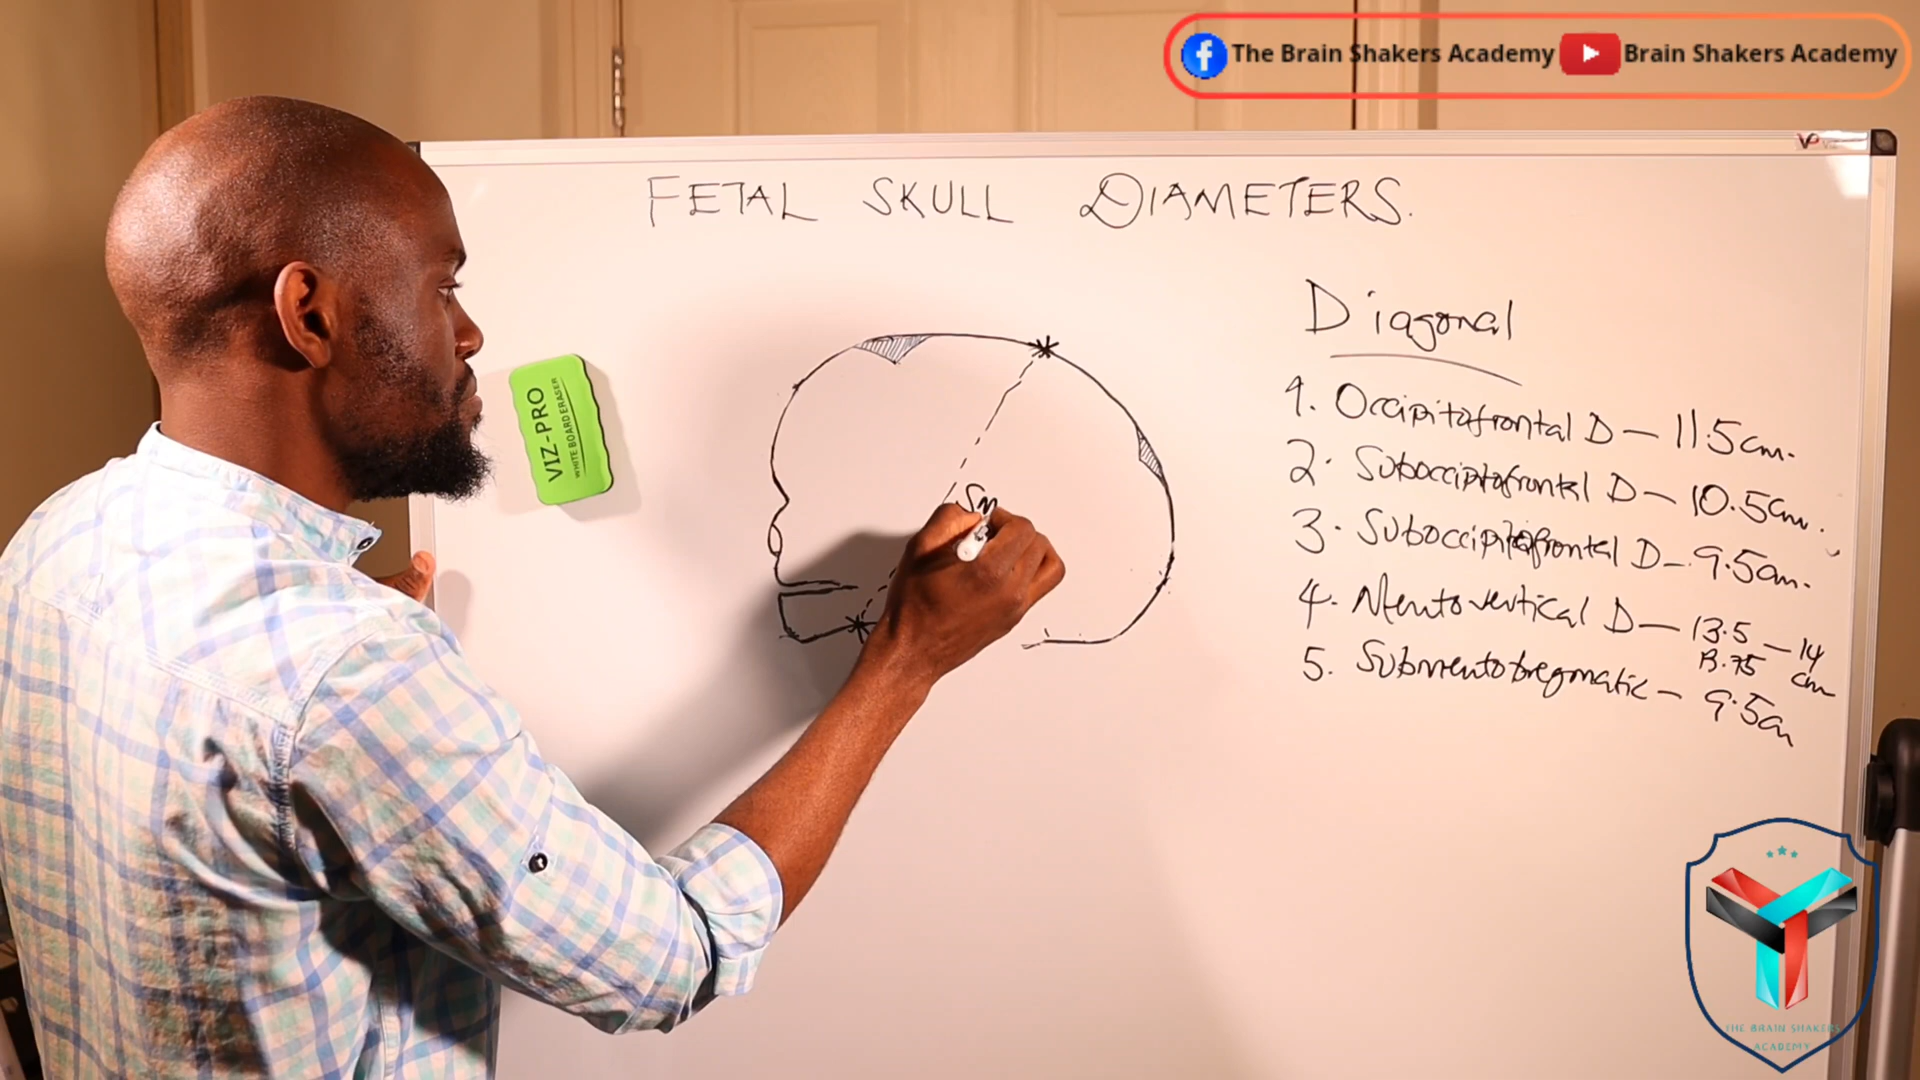 The Brain Shakers Academy Brain Shakers Academy
FETAL SKULL DIAMETERS.
Diagonal
1. Occipitofrontal D – 11.5cm.
2. Suboccipitofrontal D – 10.5cm.
3. Suboccipitofrontal D – 9.5cm.
4. Mentovertical D – 13.5 – 14
13.75 cm
5. Submentobregmatic – 9.5cm
SM
VIZ-PRO
WHITE BOARD ERASER
THE BRAIN SHAKERS
ACADEMY